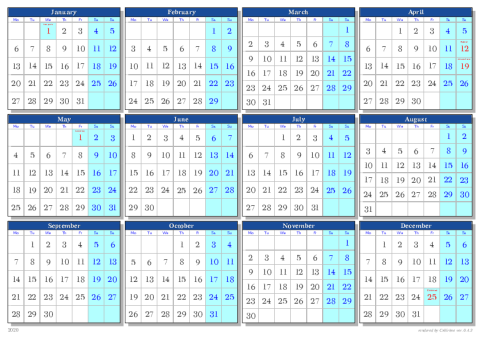 January
Mo Tu We Th Fr Sa Su
1 2 3 4 5
6 7 8 9 10 11 12
13 14 15 16 17 18 19
20 21 22 23 24 25 26
27 28 29 30 31
February
Mo Tu We Th Fr Sa Su
1 2
3 4 5 6 7 8 9
10 11 12 13 14 15 16
17 18 19 20 21 22 23
24 25 26 27 28 29
March
Mo Tu We Th Fr Sa Su
1
2 3 4 5 6 7 8
9 10 11 12 13 14 15
16 17 18 19 20 21 22
23 24 25 26 27 28 29
30 31
April
Mo Tu We Th Fr Sa Su
1 2 3 4 5
6 7 8 9 10 11 12
13 14 15 16 17 18 19
20 21 22 23 24 25 26
27 28 29 30
May
Mo Tu We Th Fr Sa Su
1 2 3
4 5 6 7 8 9 10
11 12 13 14 15 16 17
18 19 20 21 22 23 24
25 26 27 28 29 30 31
June
Mo Tu We Th Fr Sa Su
1 2 3 4 5 6 7
8 9 10 11 12 13 14
15 16 17 18 19 20 21
22 23 24 25 26 27 28
29 30
July
Mo Tu We Th Fr Sa Su
1 2 3 4 5
6 7 8 9 10 11 12
13 14 15 16 17 18 19
20 21 22 23 24 25 26
27 28 29 30 31
August
Mo Tu We Th Fr Sa Su
1 2
3 4 5 6 7 8 9
10 11 12 13 14 15 16
17 18 19 20 21 22 23
24 25 26 27 28 29 30
31
September
Mo Tu We Th Fr Sa Su
1 2 3 4 5 6
7 8 9 10 11 12 13
14 15 16 17 18 19 20
21 22 23 24 25 26 27
28 29 30
October
Mo Tu We Th Fr Sa Su
1 2 3 4
5 6 7 8 9 10 11
12 13 14 15 16 17 18
19 20 21 22 23 24 25
26 27 28 29 30 31
November
Mo Tu We Th Fr Sa Su
1
2 3 4 5 6 7 8
9 10 11 12 13 14 15
16 17 18 19 20 21 22
23 24 25 26 27 28 29
30
December
Mo Tu We Th Fr Sa Su
1 2 3 4 5 6
7 8 9 10 11 12 13
14 15 16 17 18 19 20
21 22 23 24 25 26 27
28 29 30 31
2020